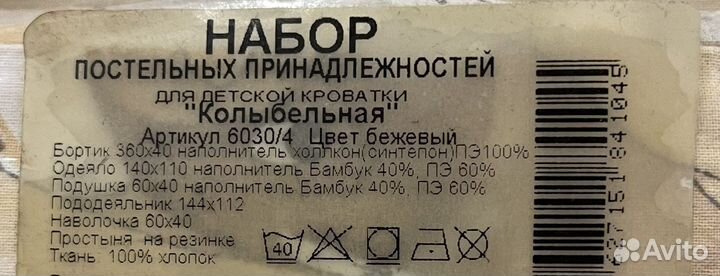 НАБОР
ПОСТЕЛЬНЫХ ПРИНАДЛЕЖНОСТЕЙ
ДЛЯ ДЕТСКОЙ КРОВАТКИ
"Колыбельная"
Артикул 6030/4 Цвет бежевый
Бортик 360х40 наполнитель холлкон(синтепон)ПЭ100%
Одеяло 140х110 наполнитель Бамбук 40%, ПЭ 60%
Подушка 60х40 наполнитель Бамбук 40%, ПЭ 60%
Пододеяльник 144х112
Наволочка 60х40
Простыня на резинке
Ткань: 100% хлопок
40
151 841045
Avito